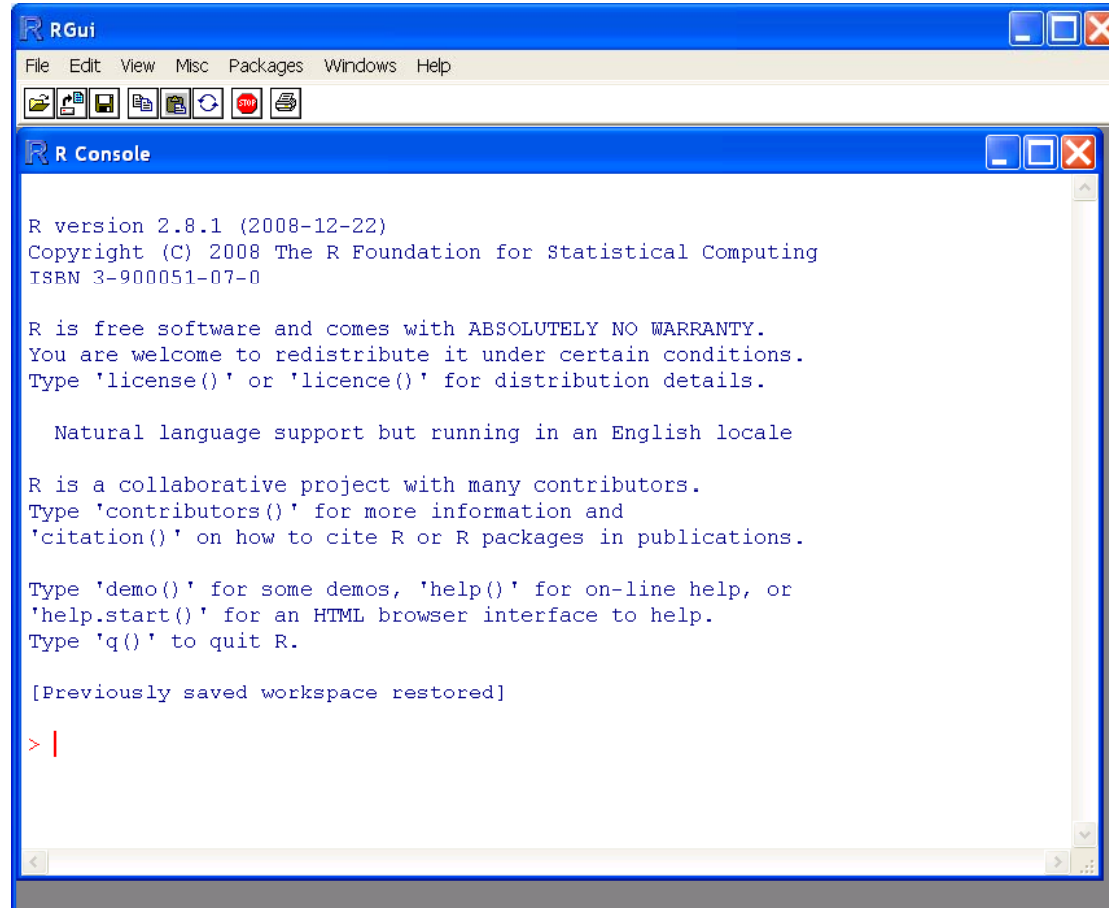 RGui
File Edit View Misc Packages Windows Help
STOP
R Console
R version 2.8.1 (2008-12-22)
Copyright (C) 2008 The R Foundation for Statistical Computing
ISBN 3-900051-07-0
R is free software and comes with ABSOLUTELY NO WARRANTY.
You are welcome to redistribute it under certain conditions.
Type 'license()' or 'licence()' for distribution details.
Natural language support but running in an English locale
R is a collaborative project with many contributors.
Type 'contributors()' for more information and
'citation()' on how to cite R or R packages in publications.
Type 'demo()' for some demos, 'help()' for on-line help, or
'help.start()' for an HTML browser interface to help.
Type 'q()' to quit R.
[Previously saved workspace restored]
>